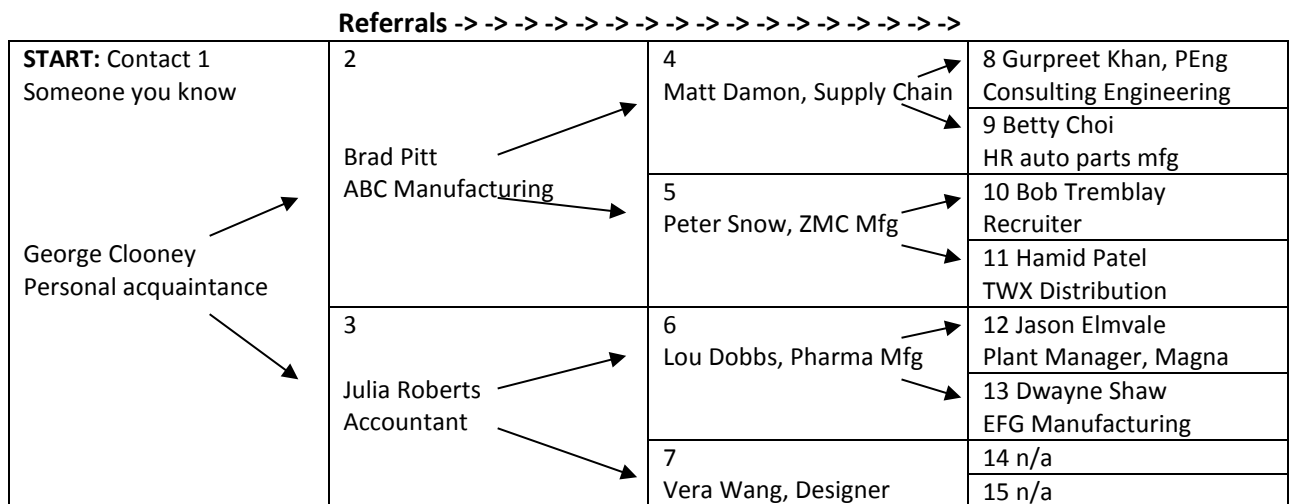 Referrals -> -> -> -> -> -> -> -> -> -> -> -> -> -> -> -> ->
START: Contact 1
Someone you know
George Clooney
Personal acquaintance
2
Brad Pitt
ABC Manufacturing
3
Julia Roberts
Accountant
4
Matt Damon, Supply Chain
5
Peter Snow, ZMC Mfg
6
Lou Dobbs, Pharma Mfg
7
Vera Wang, Designer
8 Gurpreet Khan, PEng
Consulting Engineering
9 Betty Choi
HR auto parts mfg
10 Bob Tremblay
Recruiter
11 Hamid Patel
TWX Distribution
12 Jason Elmvale
Plant Manager, Magna
13 Dwayne Shaw
EFG Manufacturing
14 n/a
15 n/a